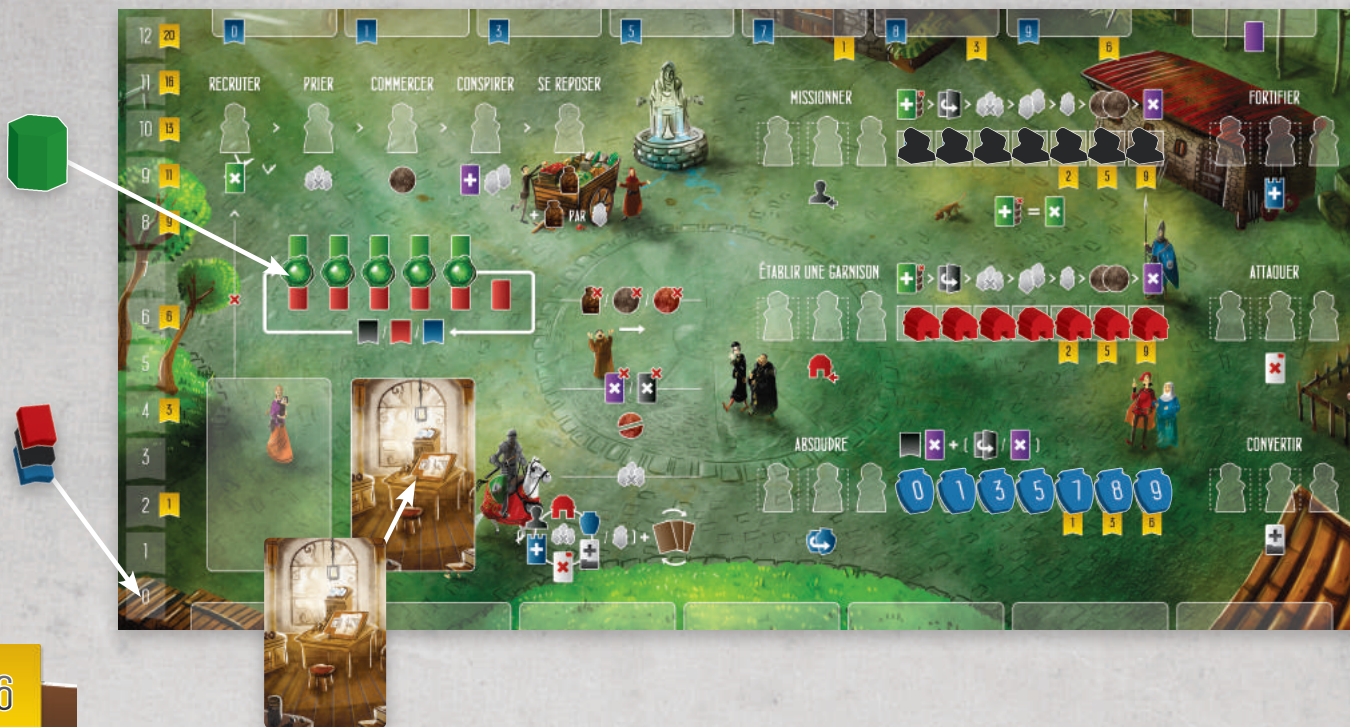 12 20 0 1 3 5 7 8 9
1 3 6
11 16 RECRUTER PRIER COMMERCER CONSPIRER SE REPOSER
MISSIONNER FORTIFIER
10 13
9 11
2 5 9
8 9
+ PAR
=
7
ÉTABLIR UNE GARNISON ATTAQUER
6 6
5
2 5 9
4 3
ABSOUDRE CONVERTIR
3
0 1 3 5 7 8 9
2 1
1 3 6
1
0
6